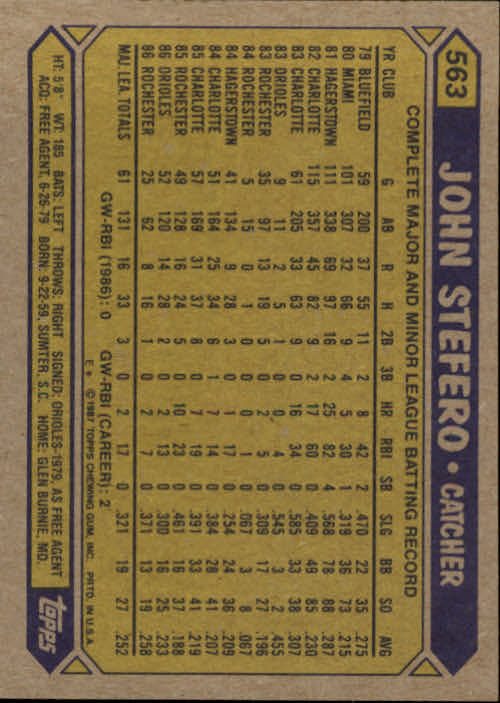 563 JOHN STEFERO • CATCHER
COMPLETE MAJOR AND MINOR LEAGUE BATTING RECORD
YR CLUB G AB R H 2B 3B HR RBI SB SLG BB SO AVG
79 BLUEFIELD 59 200 37 55 11 2 8 42 2 .470 22 35 .275
80 MIAMI 101 307 32 66 9 4 5 30 1 .319 36 73 .215
81 HAGERSTOWN 111 338 69 97 16 2 25 82 4 .568 78 88 .287
82 CHARLOTTE 115 357 45 82 9 2 17 60 0 .409 49 85 .230
83 CHARLOTTE 61 205 33 63 9 0 16 34 0 .585 33 38 .307
83 ORIOLES 9 11 2 5 1 0 0 4 0 .545 3 2 .455
83 ROCHESTER 35 97 13 19 5 0 2 5 0 .309 17 27 .196
84 ROCHESTER 5 15 0 1 0 0 0 1 0 .067 3 8 .067
84 HAGERSTOWN 41 134 9 28 3 0 1 17 0 .254 24 36 .209
84 CHARLOTTE 51 164 25 34 6 1 7 14 0 .384 28 41 .207
85 CHARLOTTE 57 169 31 37 8 0 7 19 0 .391 33 41 .219
85 ROCHESTER 49 128 16 24 5 0 10 23 0 .461 16 37 .188
86 ORIOLES 52 120 14 28 2 0 2 13 0 .300 16 25 .233
86 ROCHESTER 25 62 8 16 1 0 2 7 0 .371 13 19 .258
MAJ. LEA. TOTALS 61 131 16 33 3 0 2 17 0 .321 19 27 .252
GW-RBI (1986): 0 GW-RBI (CAREER): 2
E * © 1987 TOPPS CHEWING GUM, INC. PRTD. IN U.S.A.
HT: 5'8" WT: 185 BATS: LEFT THROWS: RIGHT SIGNED: ORIOLES-1979, AS FREE AGENT
ACQ: FREE AGENT, 6-26-79 BORN: 9-22-59, SUMTER, S.C. HOME: GLEN BURNIE, MD.
topps